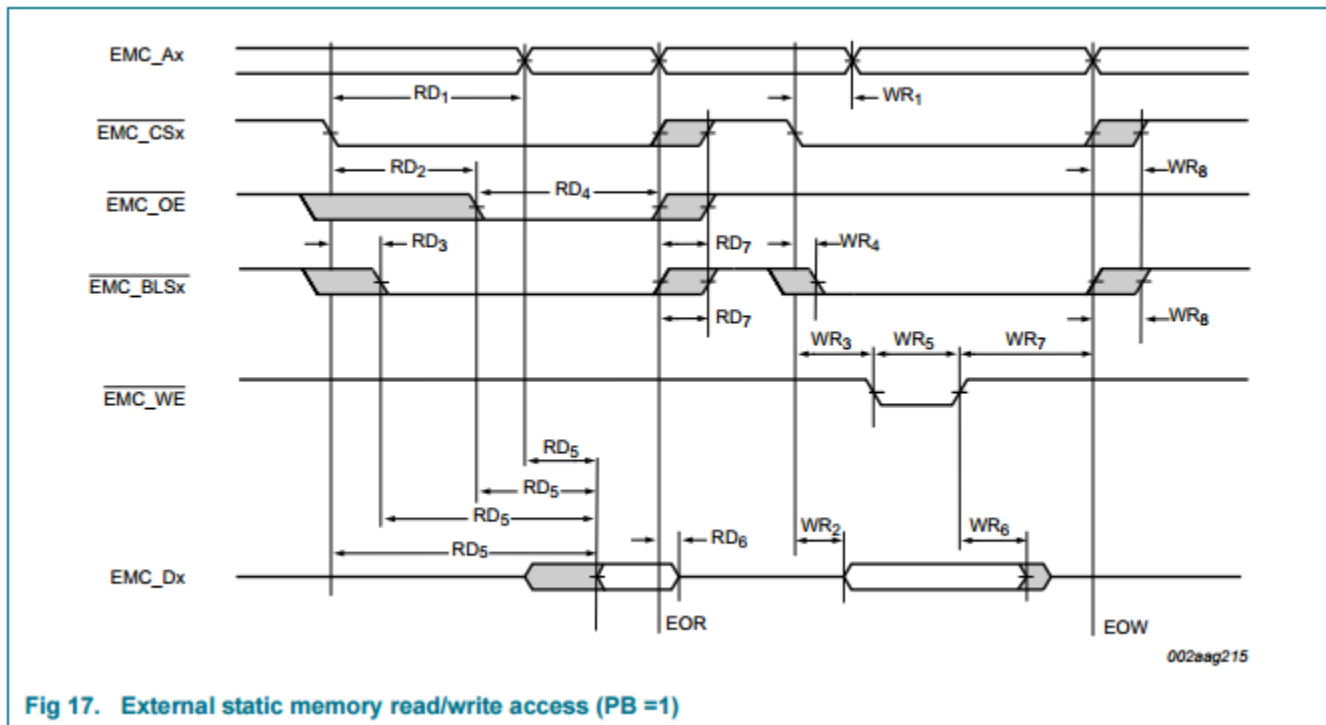 EMC_Ax
RD1
WR1
EMC_CSx
RD2
WR8
EMC_OE
RD4
RD3
RD7
WR4
EMC_BLSx
RD7
WR8
WR3
WR5
WR7
EMC_WE
RD5
RD5
RD5
WR2
WR6
RD5
RD6
EMC_Dx
EOR
EOW
002aag215
Fig 17. External static memory read/write access (PB =1)